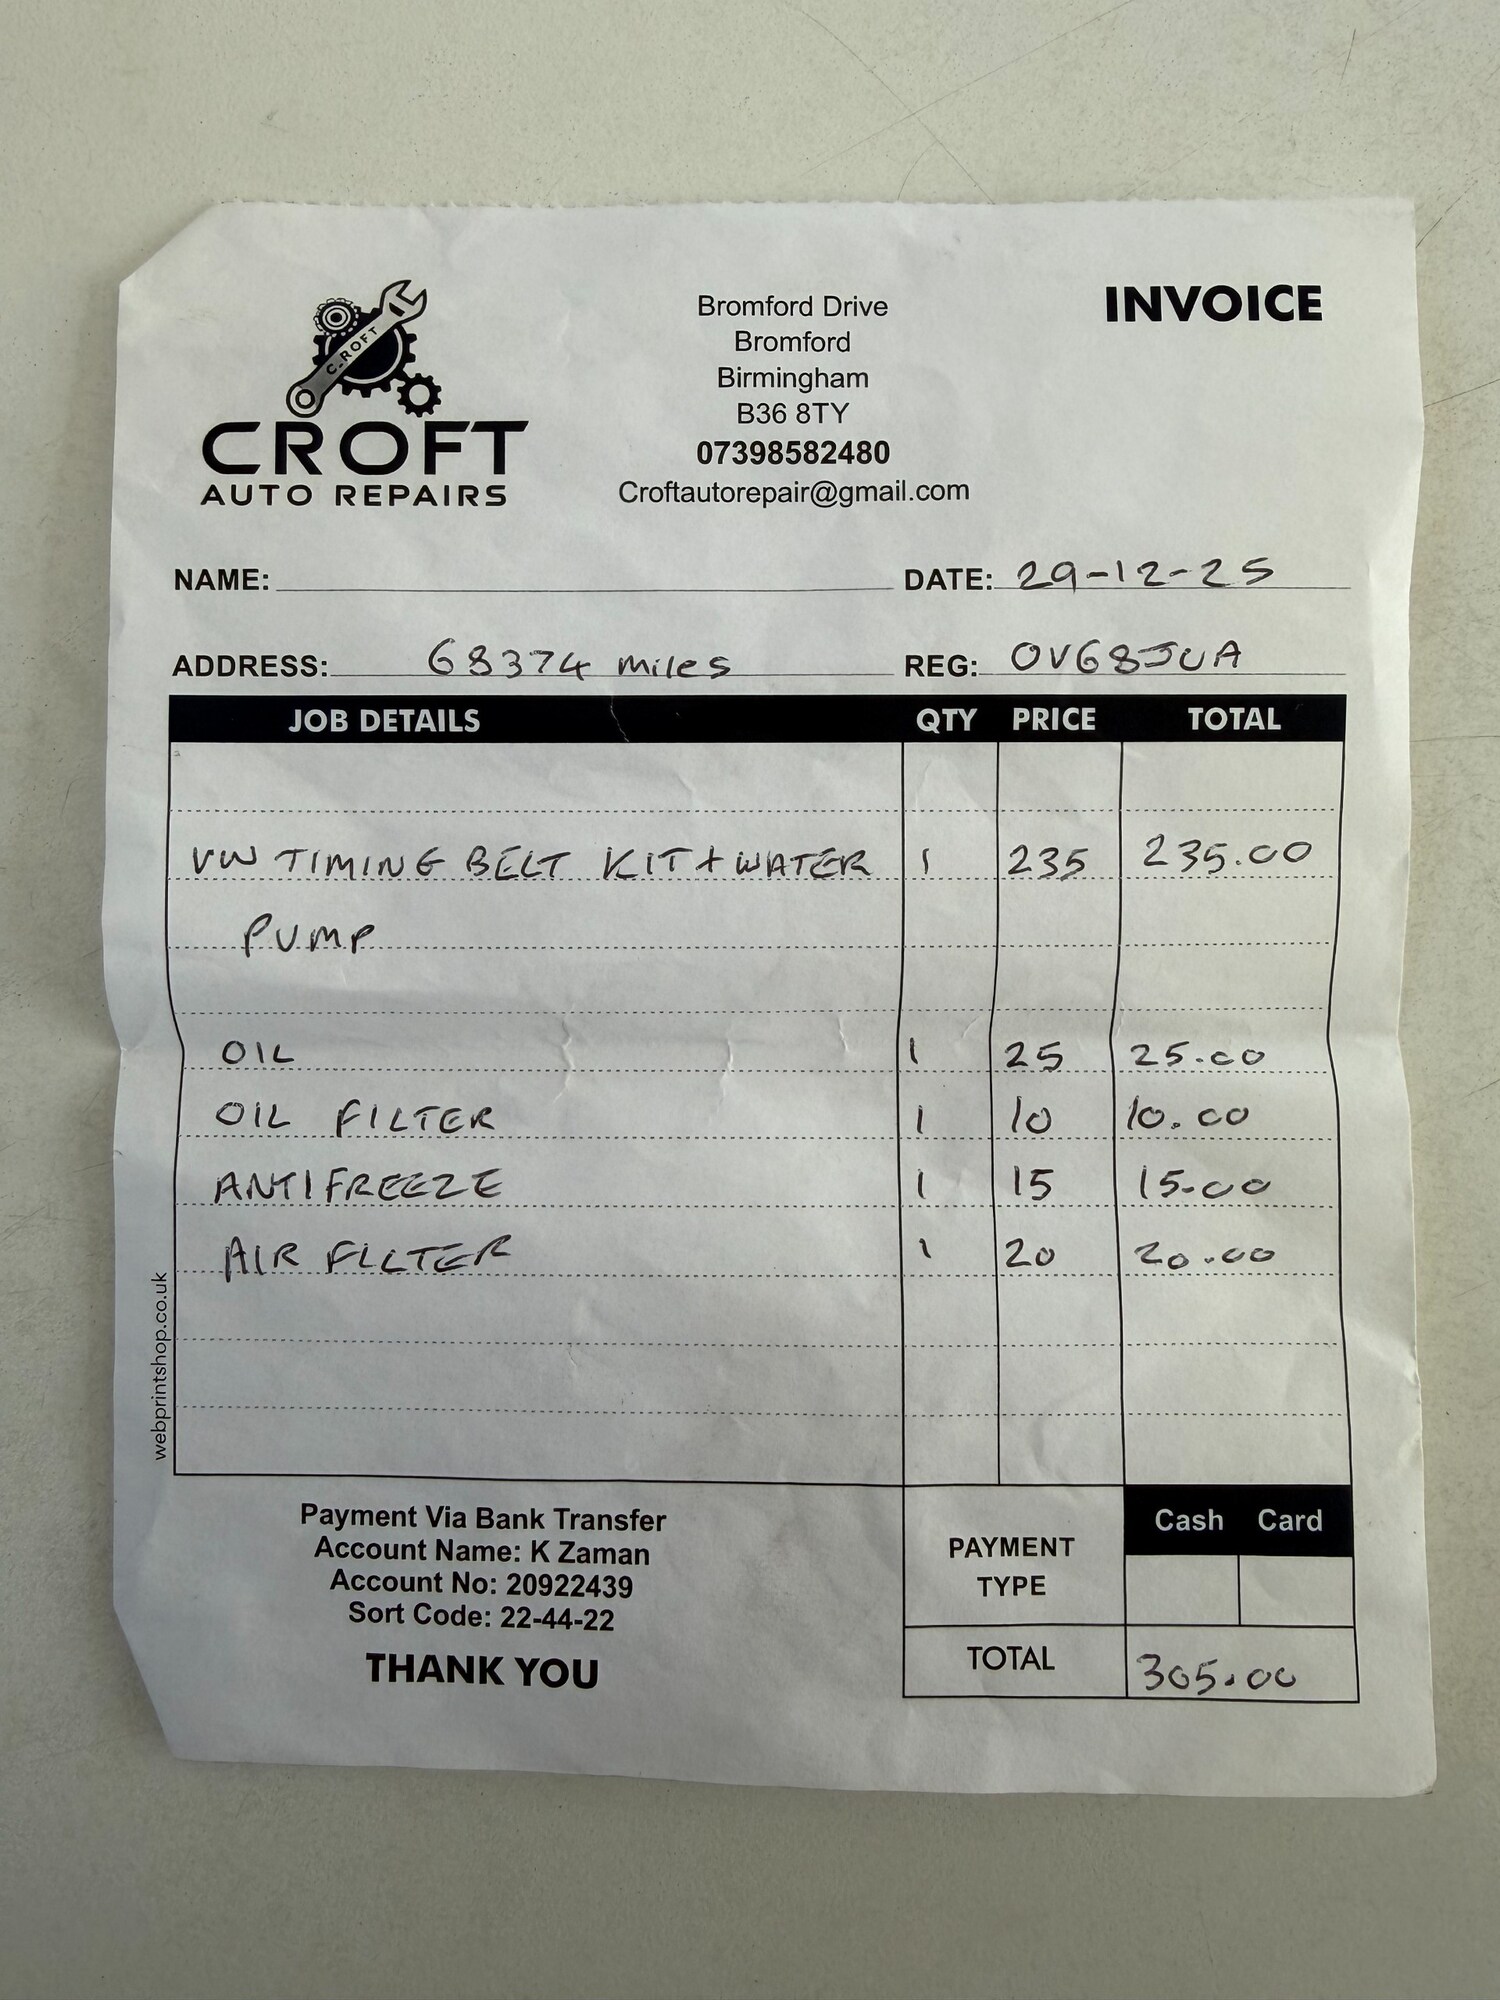 C-ROFT
CROFT
AUTO REPAIRS
Bromford Drive
Bromford
Birmingham
B36 8TY
07398582480
Croftautorepair@gmail.com
INVOICE
NAME: DATE: 29-12-25
ADDRESS: 68374 miles REG: OV68JUA
JOB DETAILS QTY PRICE TOTAL
VW TIMING BELT KIT + WATER 1 235 235.00
PUMP
OIL 1 25 25.00
OIL FILTER 1 10 10.00
ANTIFREEZE 1 15 15.00
AIR FILTER 1 20 20.00
webprintshop.co.uk
Payment Via Bank Transfer
Account Name: K Zaman
Account No: 20922439
Sort Code: 22-44-22
THANK YOU
PAYMENT TYPE Cash Card
TOTAL 305.00